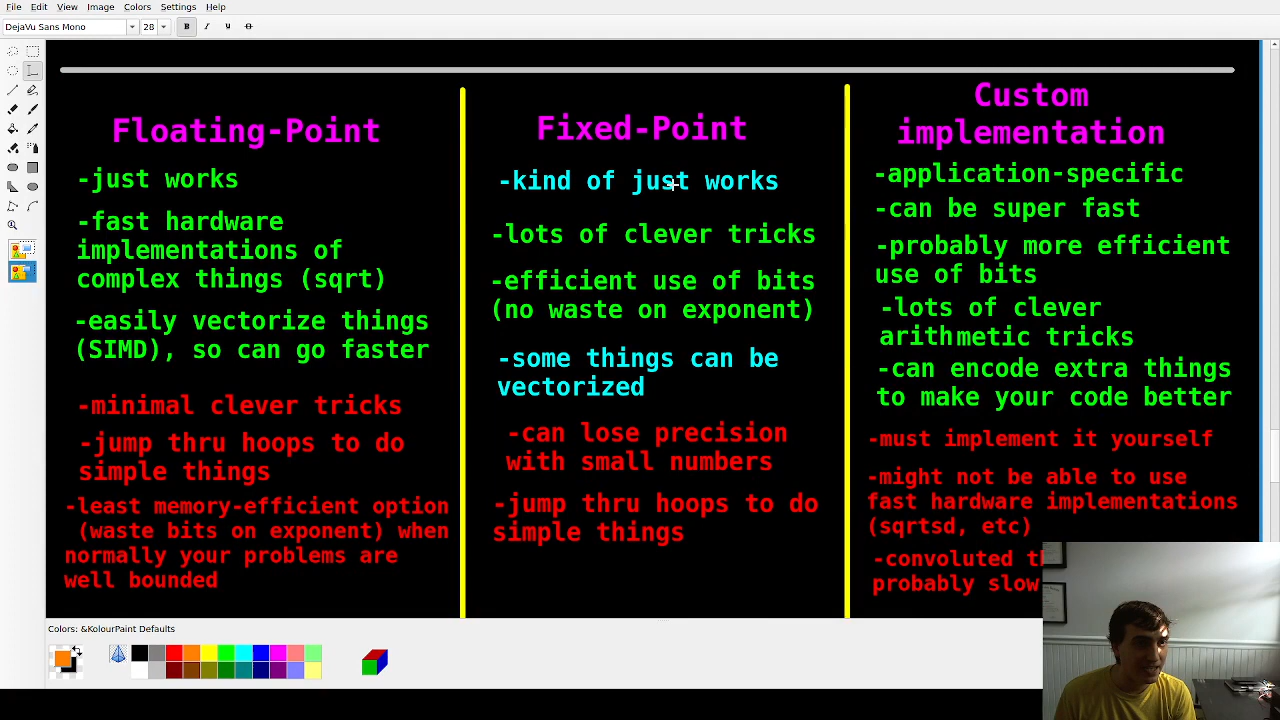 File Edit View Image Colors Settings Help
DejaVu Sans Mono 28 B I U S
Floating-Point
-just works
-fast hardware
implementations of
complex things (sqrt)
-easily vectorize things
(SIMD), so can go faster
-minimal clever tricks
-jump thru hoops to do
simple things
-least memory-efficient option
(waste bits on exponent) when
normally your problems are
well bounded
Fixed-Point
-kind of just works
-lots of clever tricks
-efficient use of bits
(no waste on exponent)
-some things can be
vectorized
-can lose precision
with small numbers
-jump thru hoops to do
simple things
Custom
implementation
-application-specific
-can be super fast
-probably more efficient
use of bits
-lots of clever
arithmetic tricks
-can encode extra things
to make your code better
-must implement it yourself
-might not be able to use
fast hardware implementations
(sqrtsd, etc)
-convoluted
probably slow
Colors: &KolourPaint Defaults